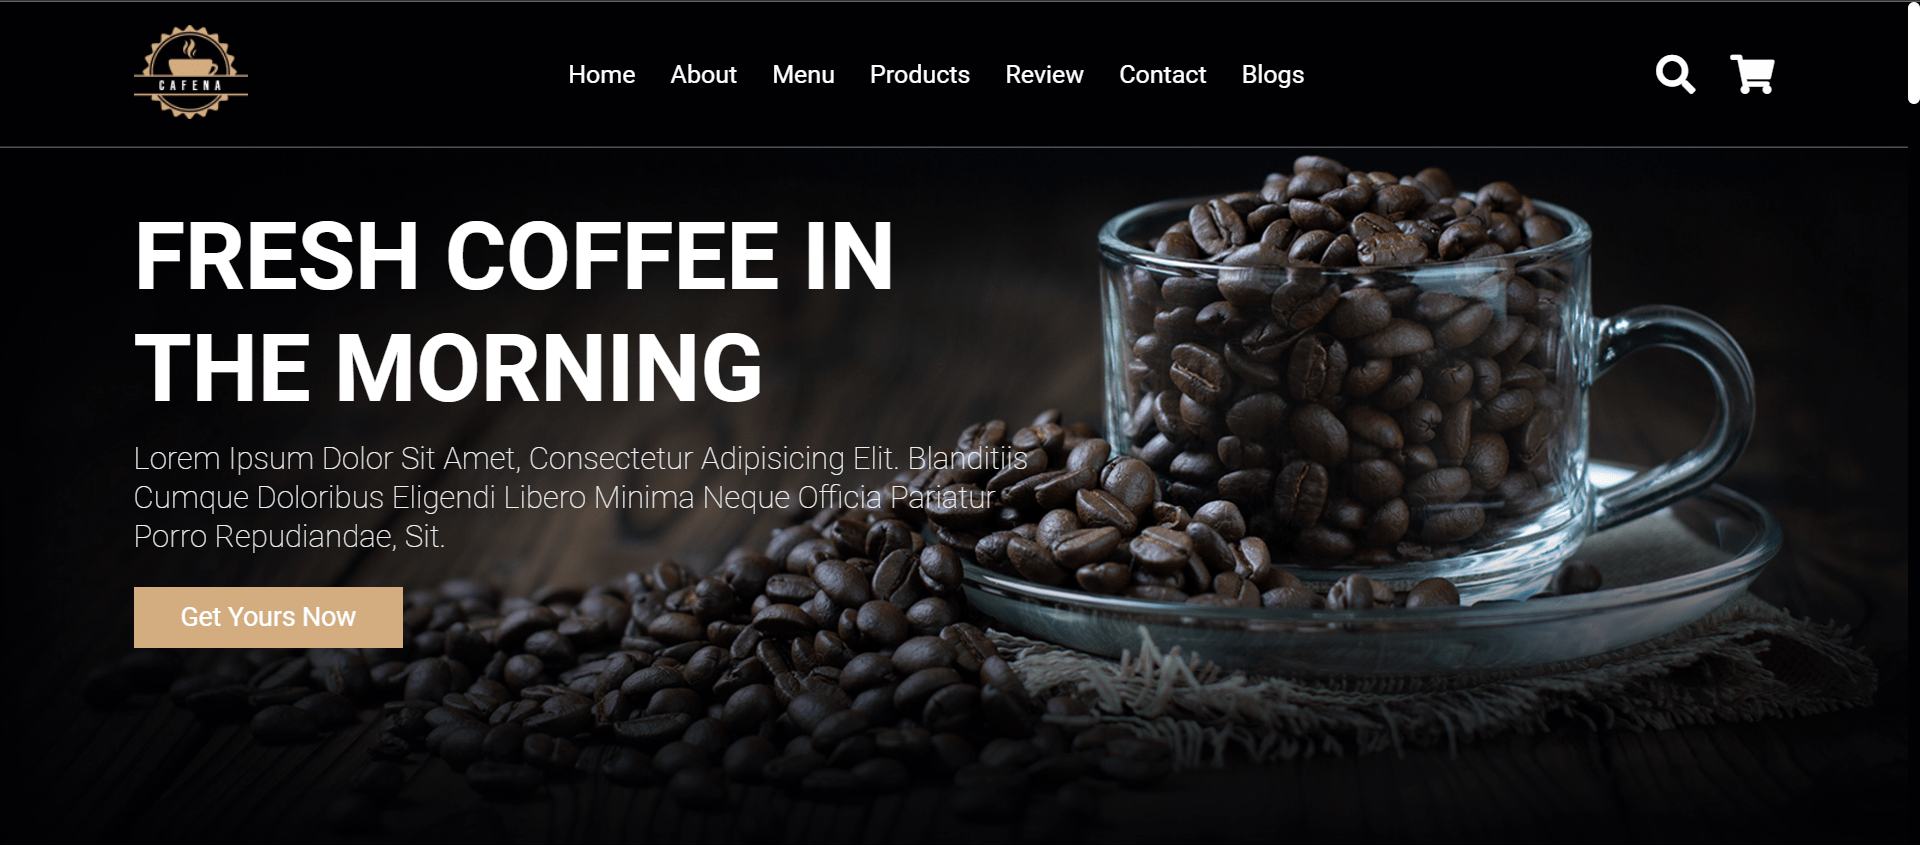 CAFENA
Home About Menu Products Review Contact Blogs
FRESH COFFEE IN
THE MORNING
Lorem Ipsum Dolor Sit Amet, Consectetur Adipisicing Elit. Blanditiis
Cumque Doloribus Eligendi Libero Minima Neque Officia Pariatur
Porro Repudiandae, Sit.
Get Yours Now